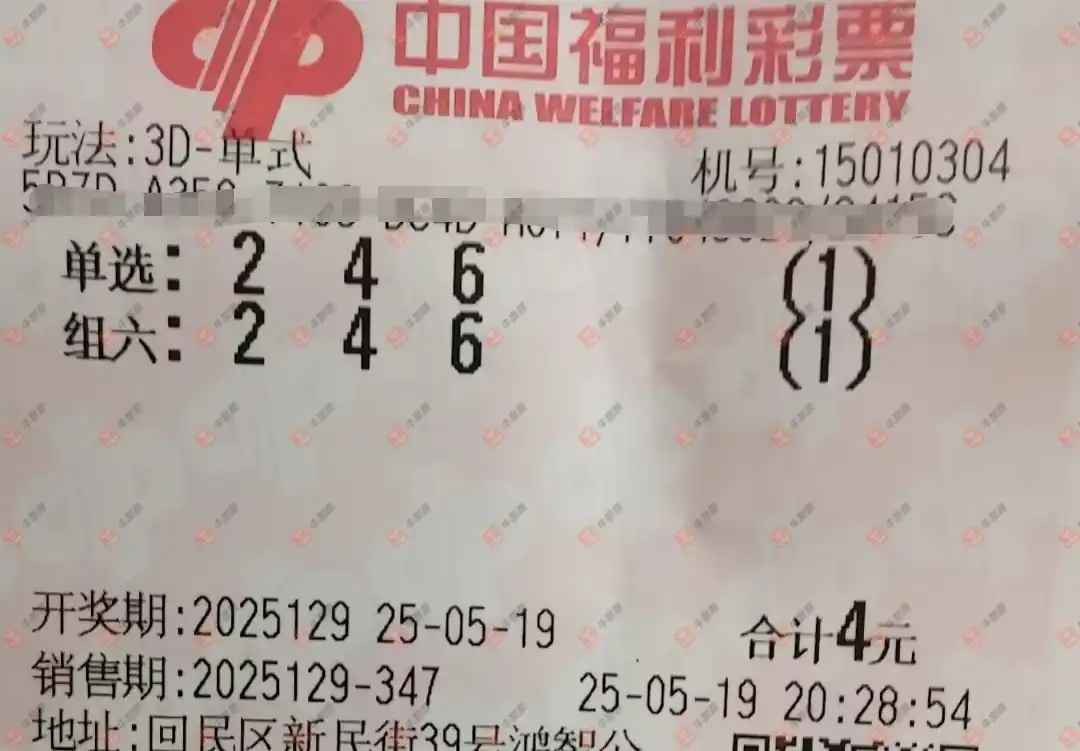 中国福利彩票
CHINA WELFARE LOTTERY
玩法:3D-单式 机号:15010304
单选: 2 4 6 (1)
组六: 2 4 6 (1)
开奖期:2025129 25-05-19 合计4元
销售期:2025129-347 25-05-19 20:28:54
地址:回民区新民街39号鸿智公